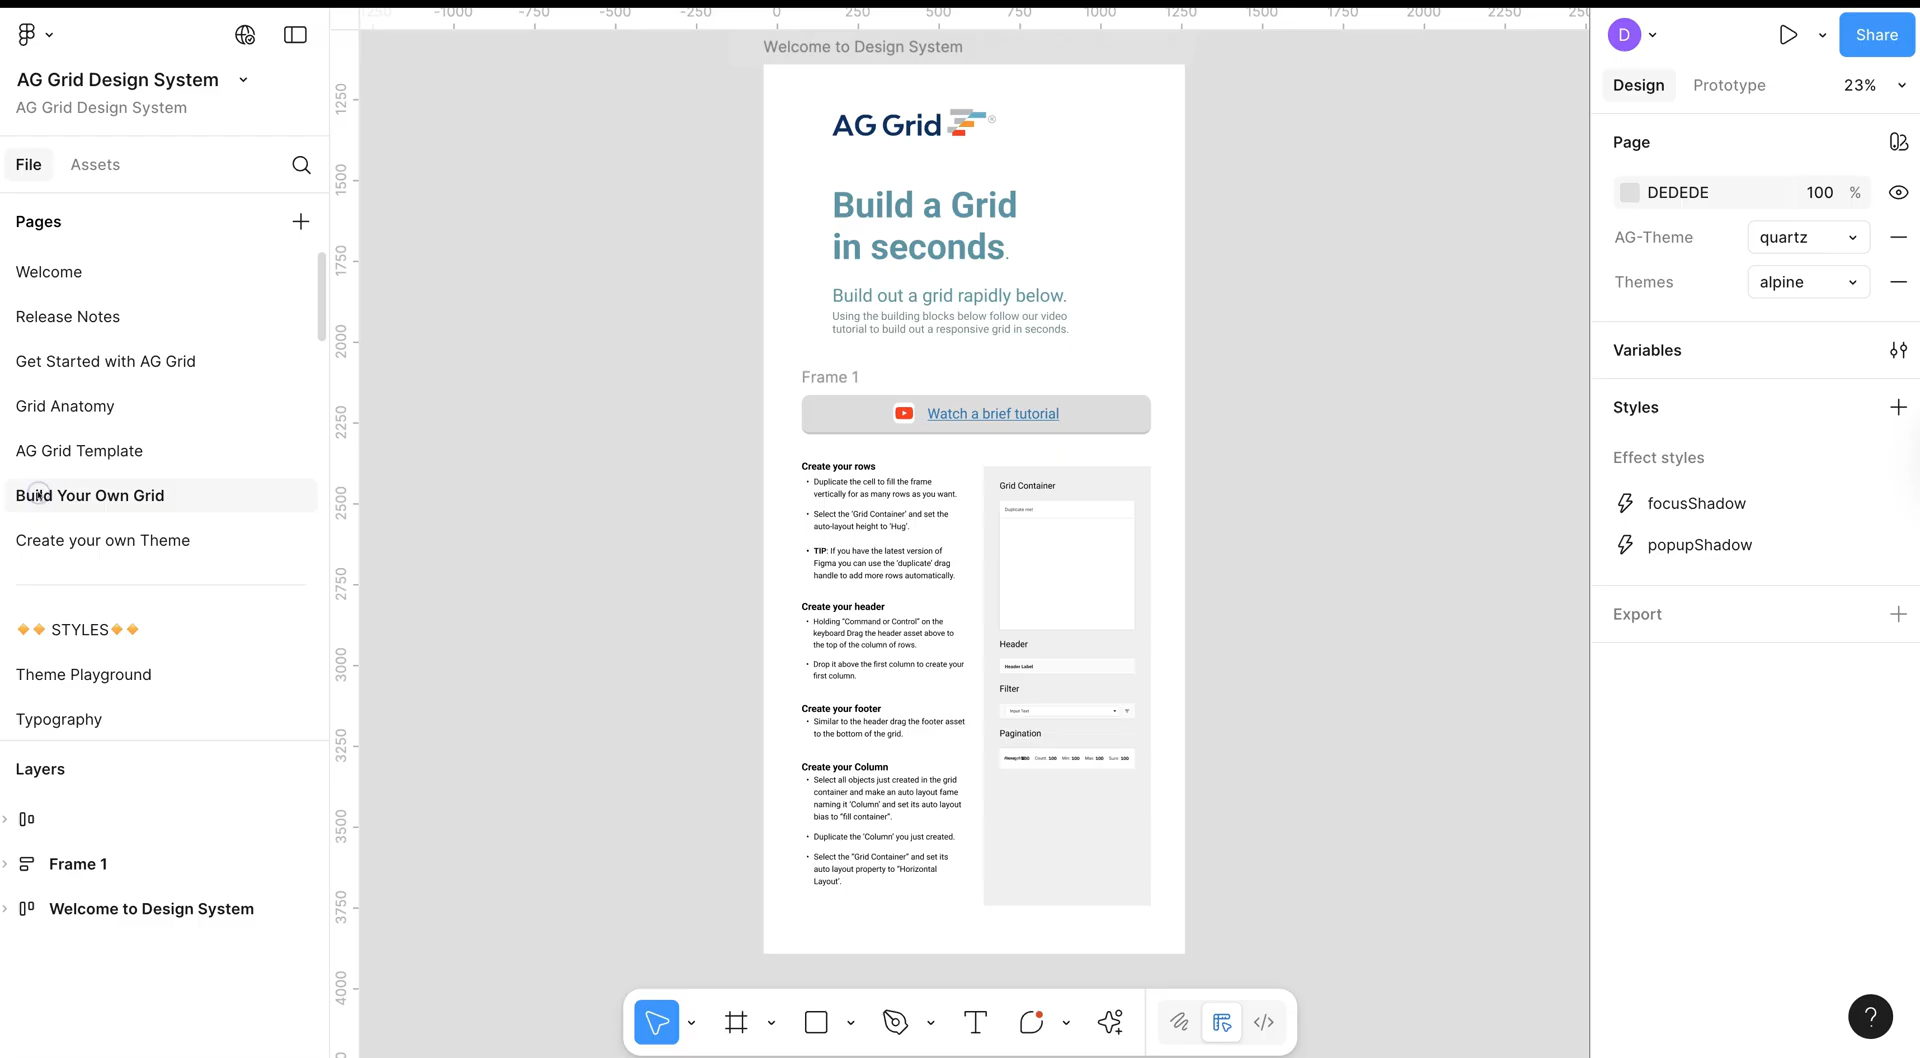 -1000
-750
-500
-250
0
250
500
750
1000
1250
1500
1750
2000
2250
AG Grid Design System
AG Grid Design System
File
Assets
Pages
Welcome
Release Notes
Get Started with AG Grid
Grid Anatomy
AG Grid Template
Build Your Own Grid
Create your own Theme
STYLES
Theme Playground
Typography
Layers
Frame 1
Welcome to Design System
1250
1500
1750
2000
2250
2500
2750
3000
3250
3500
3750
4000
Welcome to Design System
AG Grid ®
Build a Grid
in seconds.
Build out a grid rapidly below.
Using the building blocks below follow our video
tutorial to build out a responsive grid in seconds.
Frame 1
Watch a brief tutorial
Create your rows
• Duplicate the cell to fill the frame
vertically for as many rows as you want.
• Select the 'Grid Container' and set the
auto-layout height to 'Hug'.
• TIP: If you have the latest version of
Figma you can use the 'duplicate' drag
handle to add more rows automatically.
Create your header
• Holding "Command or Control" on the
keyboard Drag the header asset above to
the top of the column of rows.
• Drop it above the first column to create your
first column.
Create your footer
• Similar to the header drag the footer asset
to the bottom of the grid.
Create your Column
• Select all objects just created in the grid
container and make an auto layout fame
naming it 'Column' and set its auto layout
bias to "fill container".
• Duplicate the 'Column' you just created.
• Select the "Grid Container" and set its
auto layout property to "Horizontal
Layout'.
Grid Container
Duplicate me!
Header
Header Label
Filter
Input Text
Pagination
Count 100 Min 100 Max 100 Sum 100
D
Share
Design
Prototype
23%
Page
DEDEDE
100 %
AG-Theme
quartz
Themes
alpine
Variables
Styles
Effect styles
focusShadow
popupShadow
Export
?